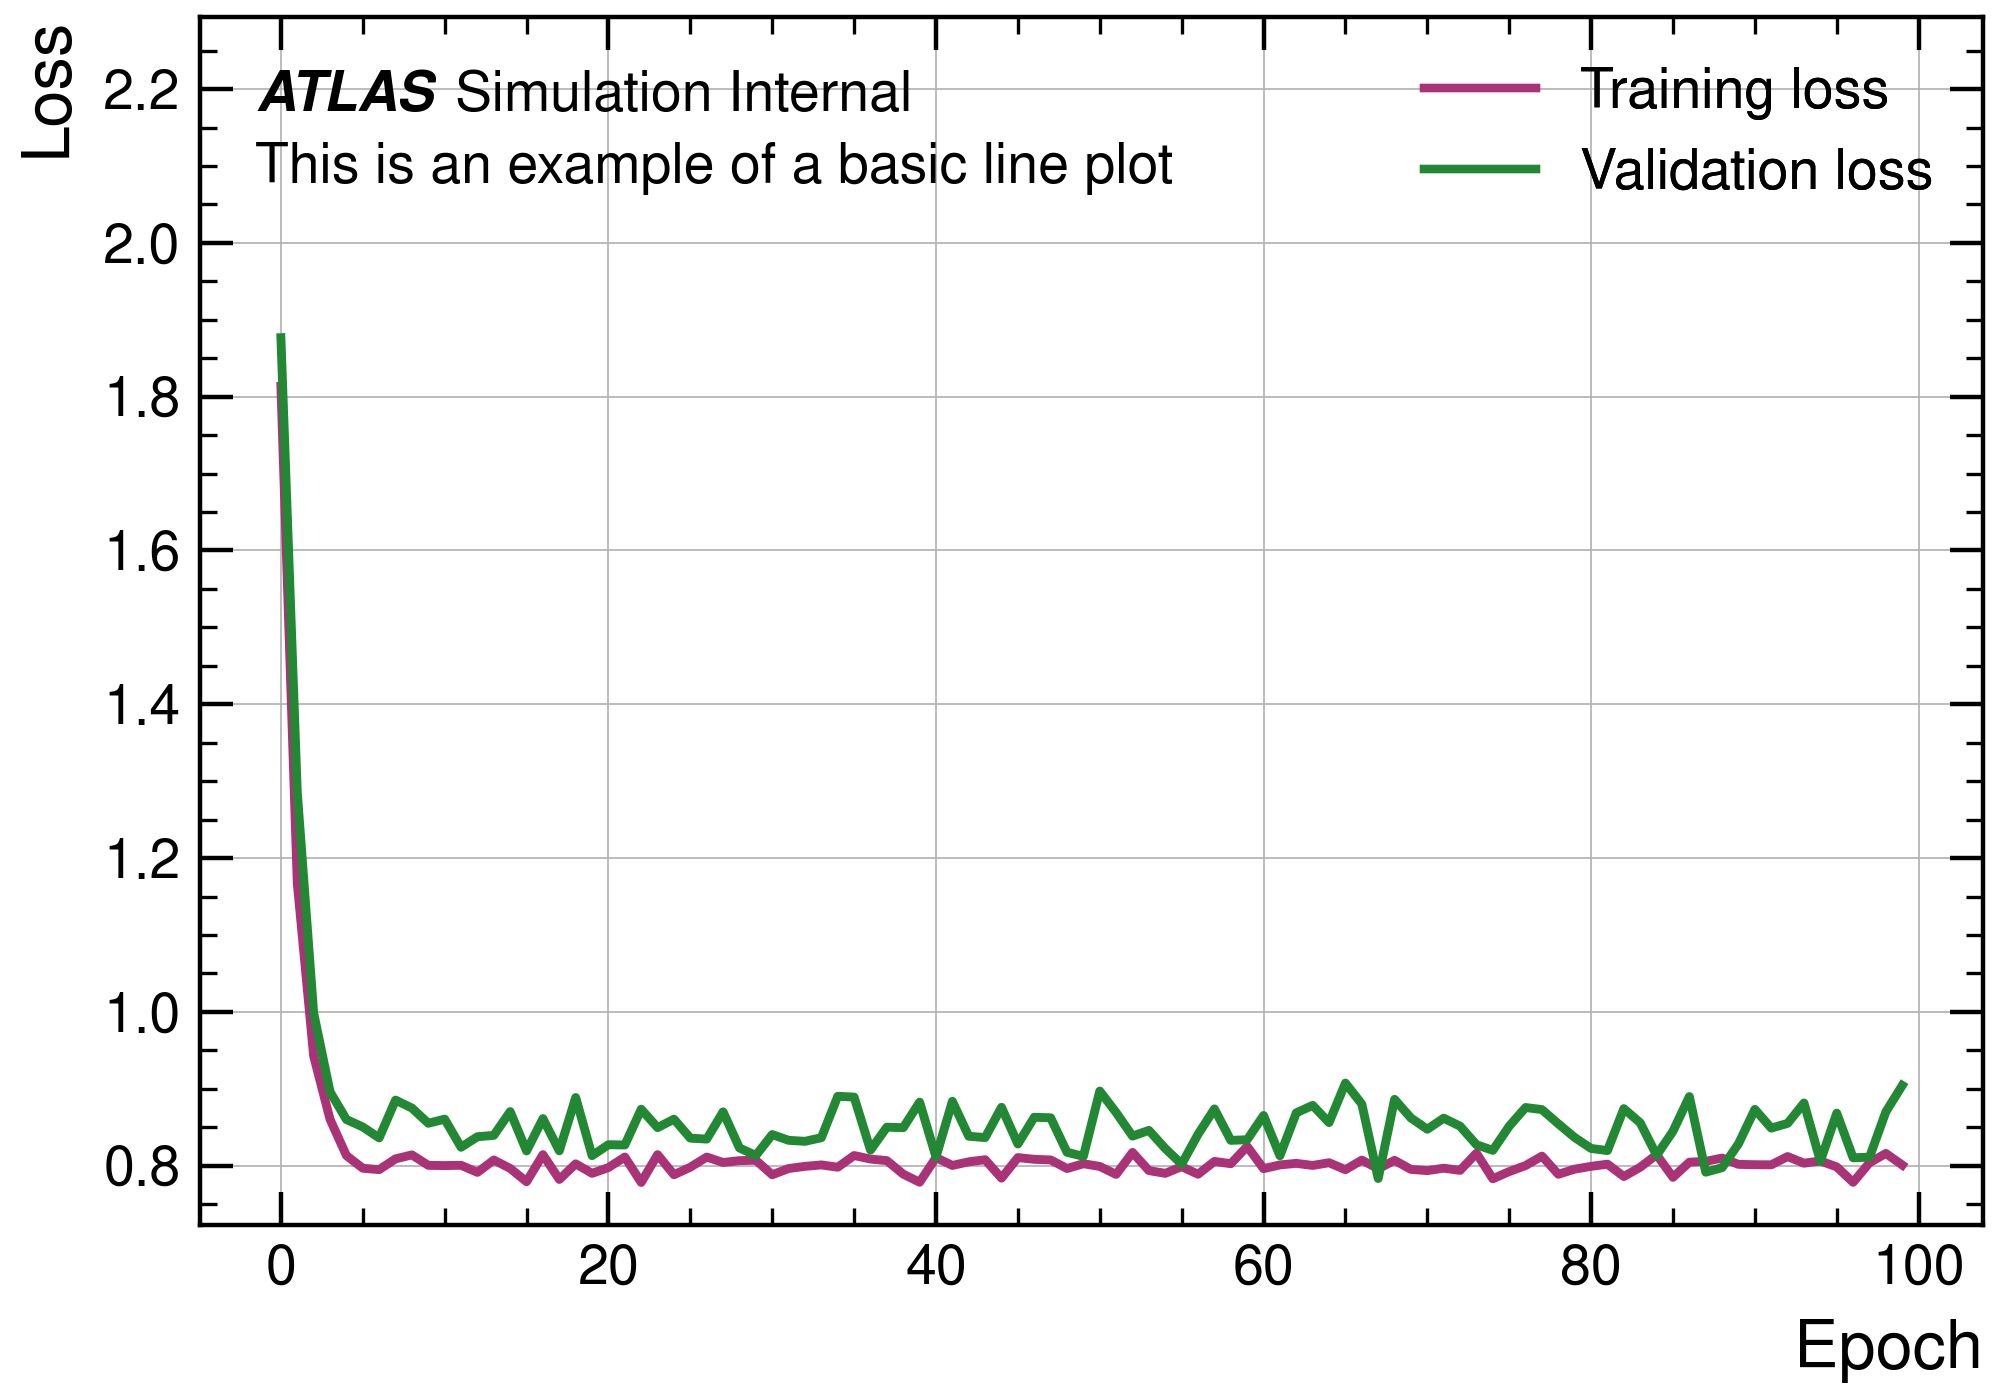 Loss
ATLAS Simulation Internal
This is an example of a basic line plot
Training loss
Validation loss
2.2
2.0
1.8
1.6
1.4
1.2
1.0
0.8
0 20 40 60 80 100
Epoch